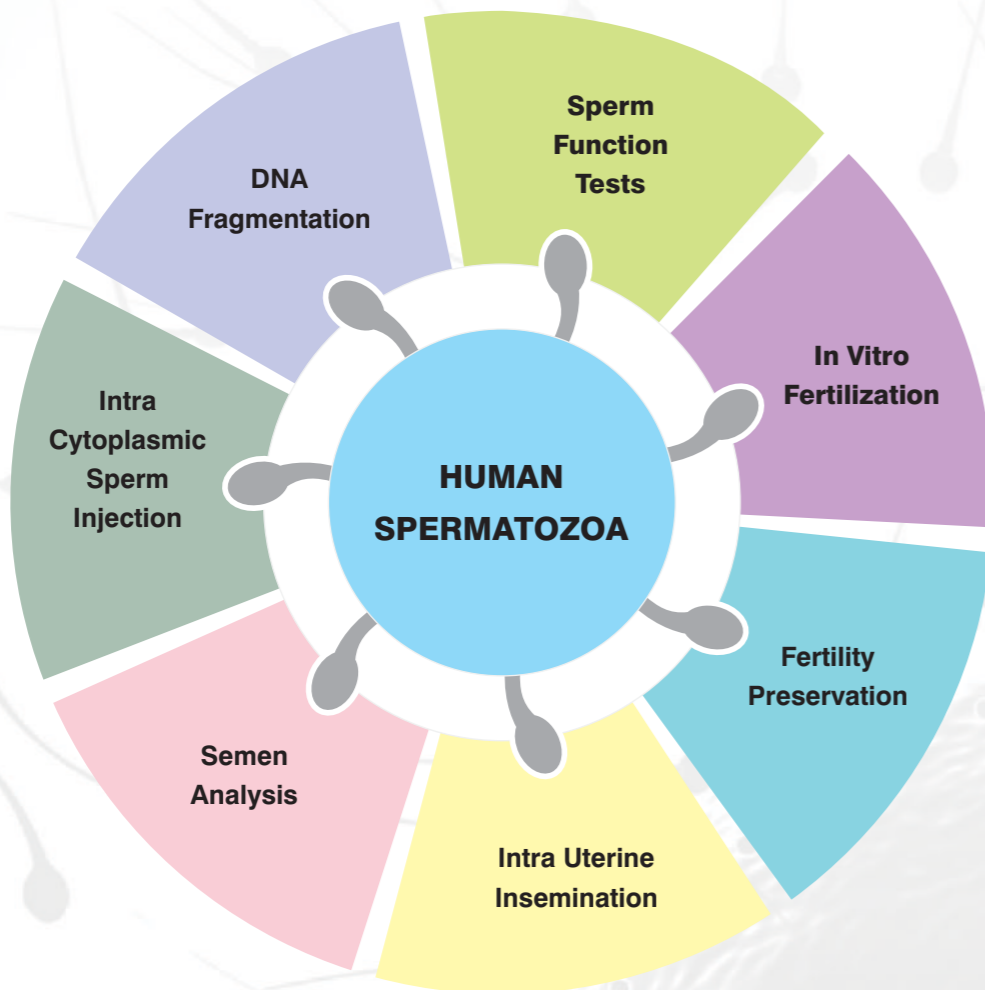 Sperm
Function
Tests
In Vitro
Fertilization
Fertility
Preservation
Intra Uterine
Insemination
Semen
Analysis
Intra
Cytoplasmic
Sperm
Injection
DNA
Fragmentation
HUMAN
SPERMATOZOA